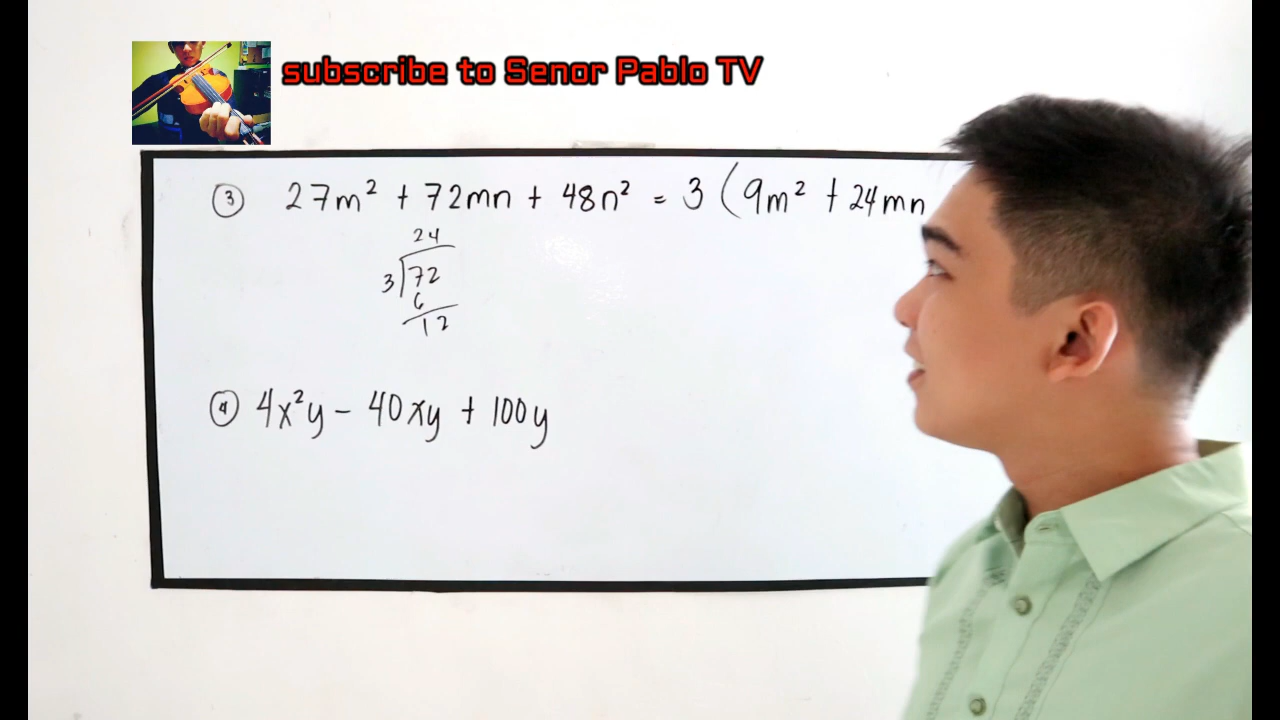 subscribe to Senor Pablo TV
③ 27m² + 72mn + 48n² = 3 (9m² + 24mn
24
3 72
6
12
④ 4x²y - 40xy + 100y